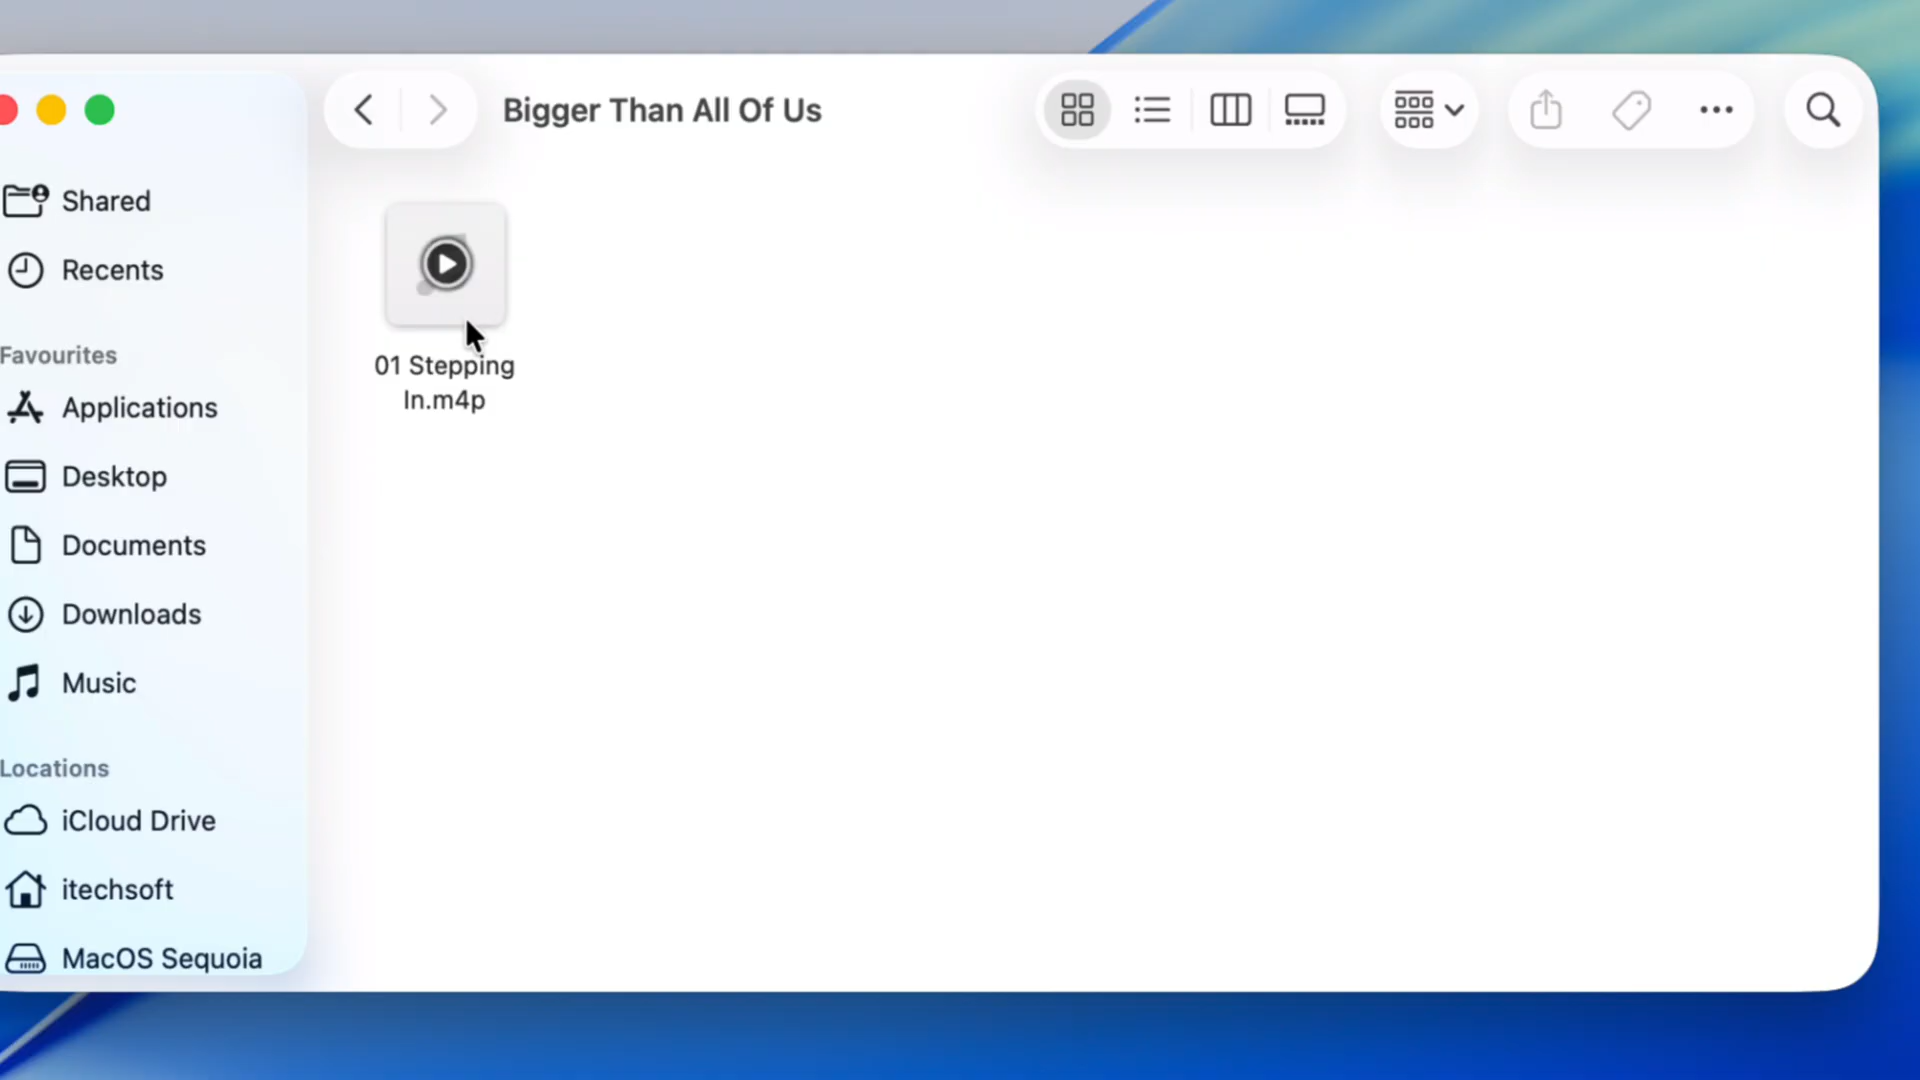 Bigger Than All Of Us
Shared
Recents
Favourites
Applications
Desktop
Documents
Downloads
Music
Locations
iCloud Drive
itechsoft
MacOS Sequoia
01 Stepping
In.m4p